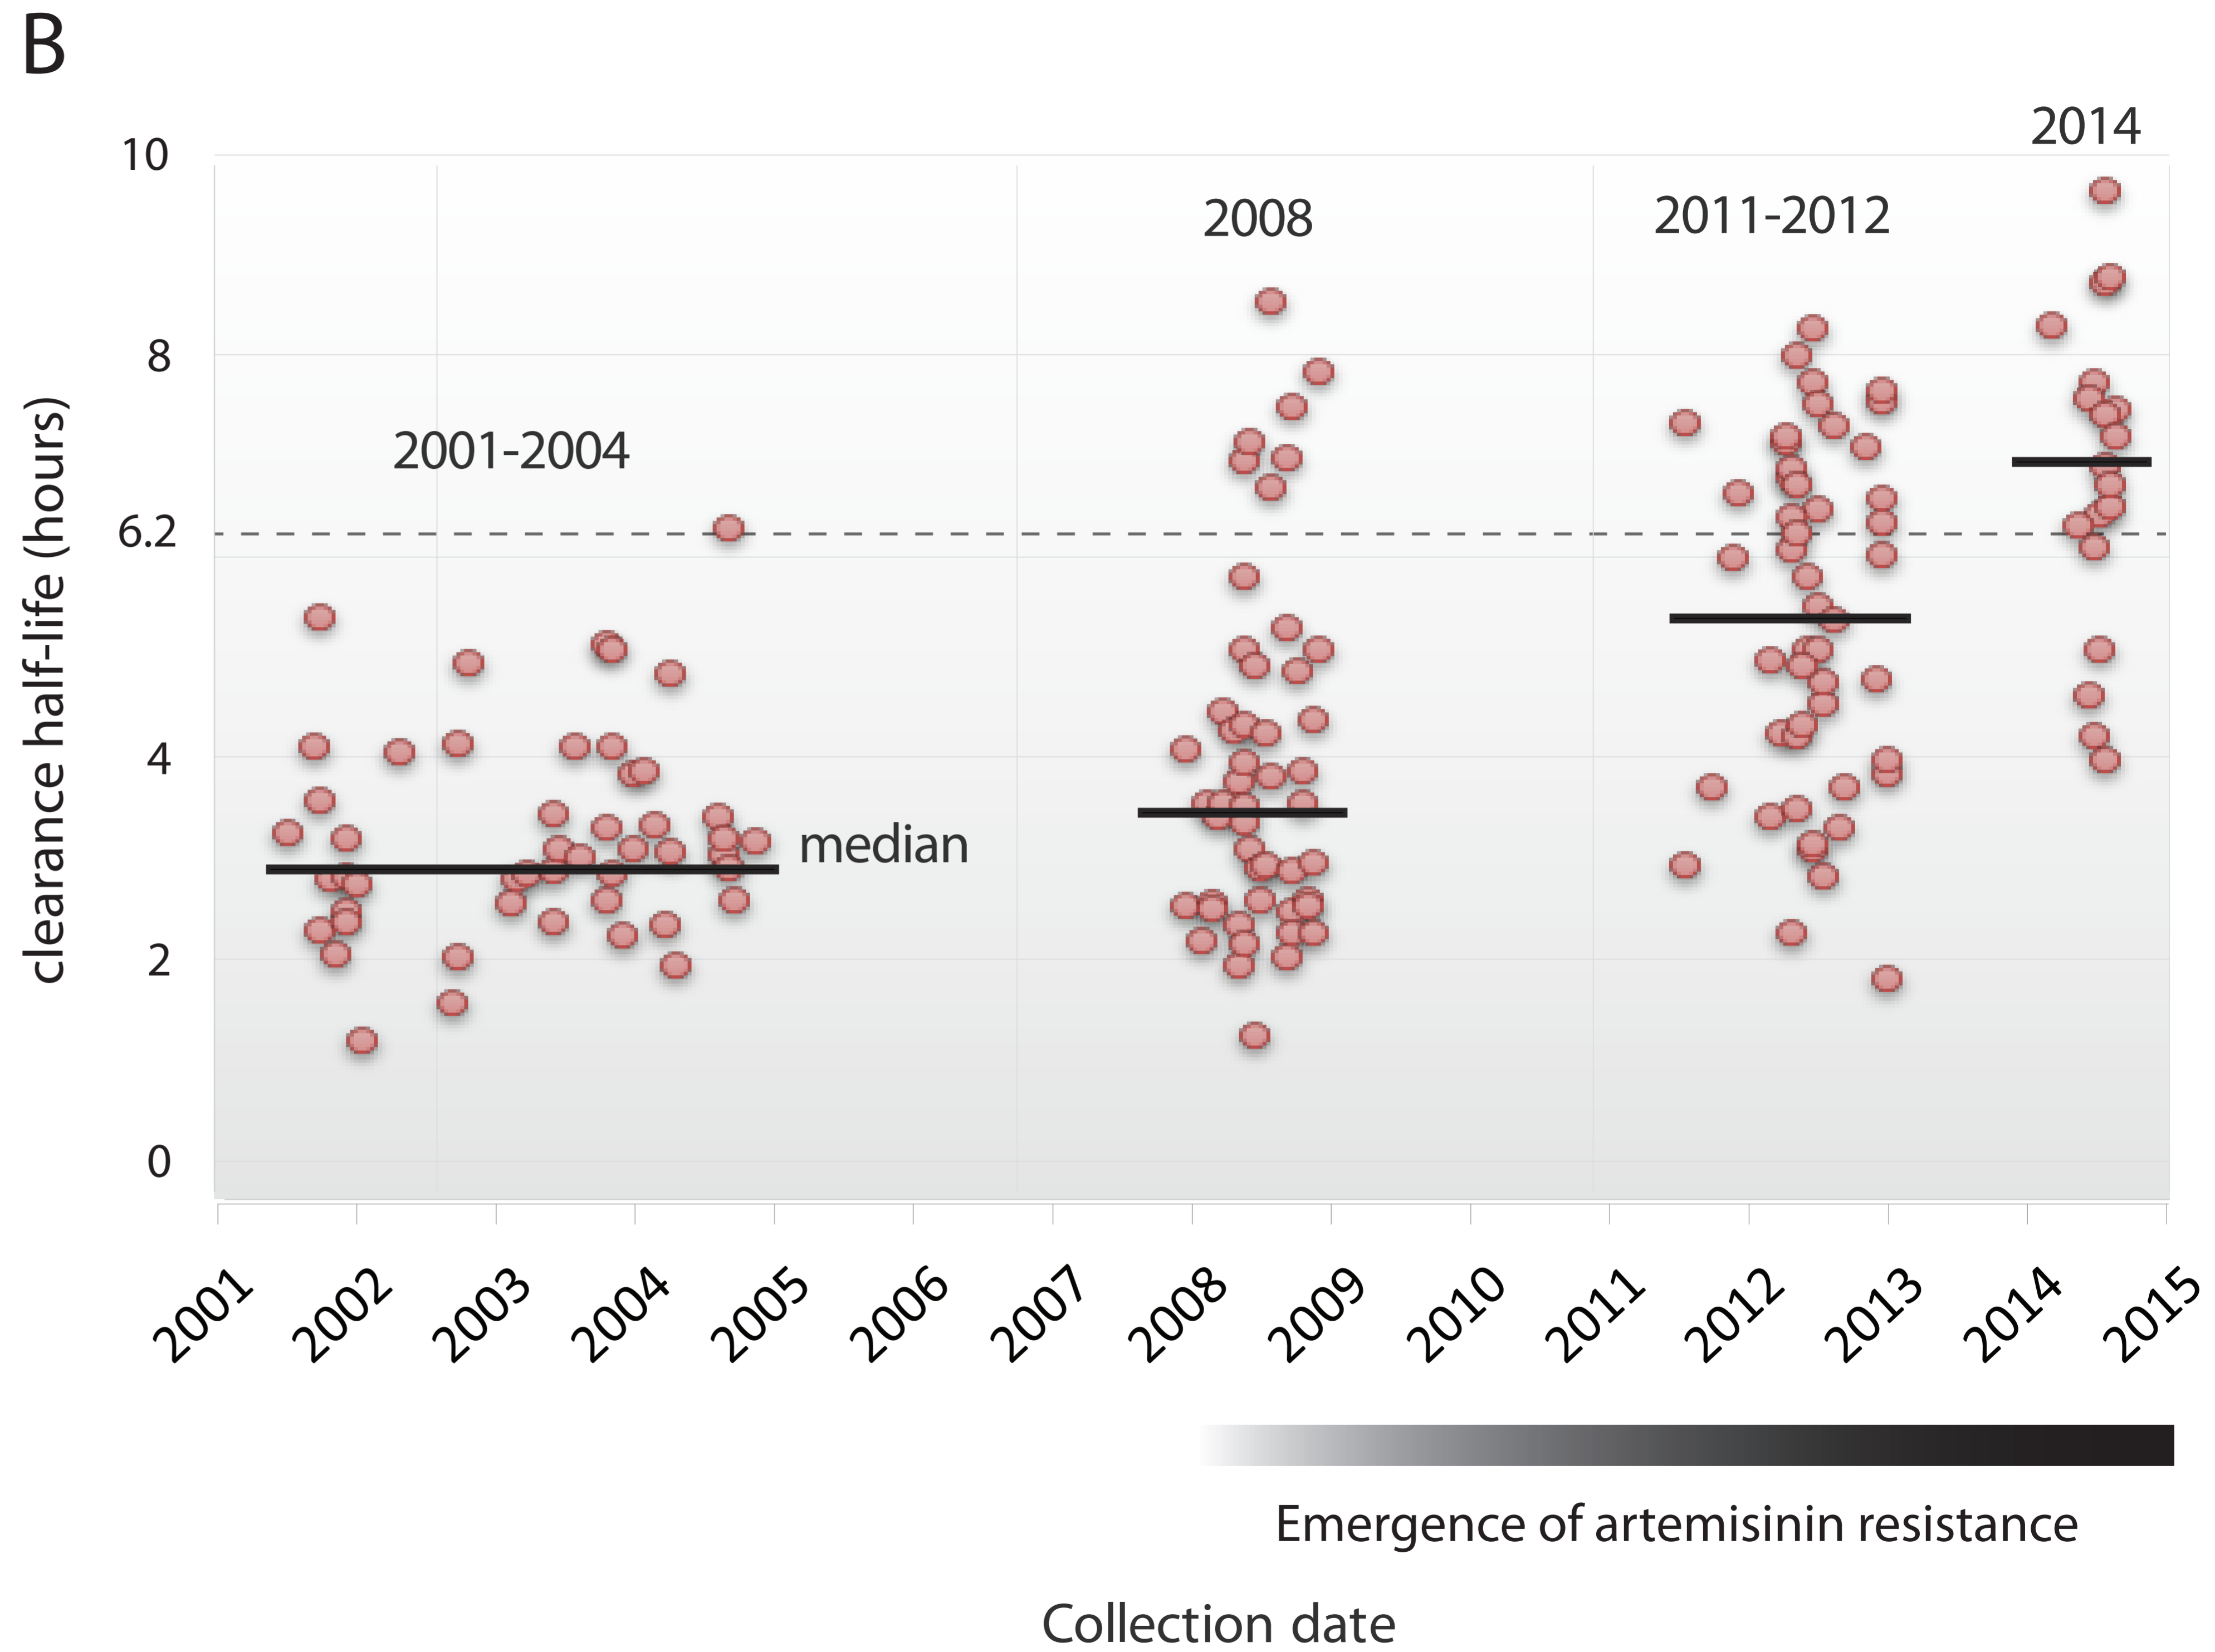 B
2014
10
2008
2011-2012
8
2001-2004
6.2
clearance half-life (hours)
median
4
2
0
2001 2002 2003 2004 2005 2006 2007 2008 2009 2010 2011 2012 2013 2014 2015
Emergence of artemisinin resistance
Collection date